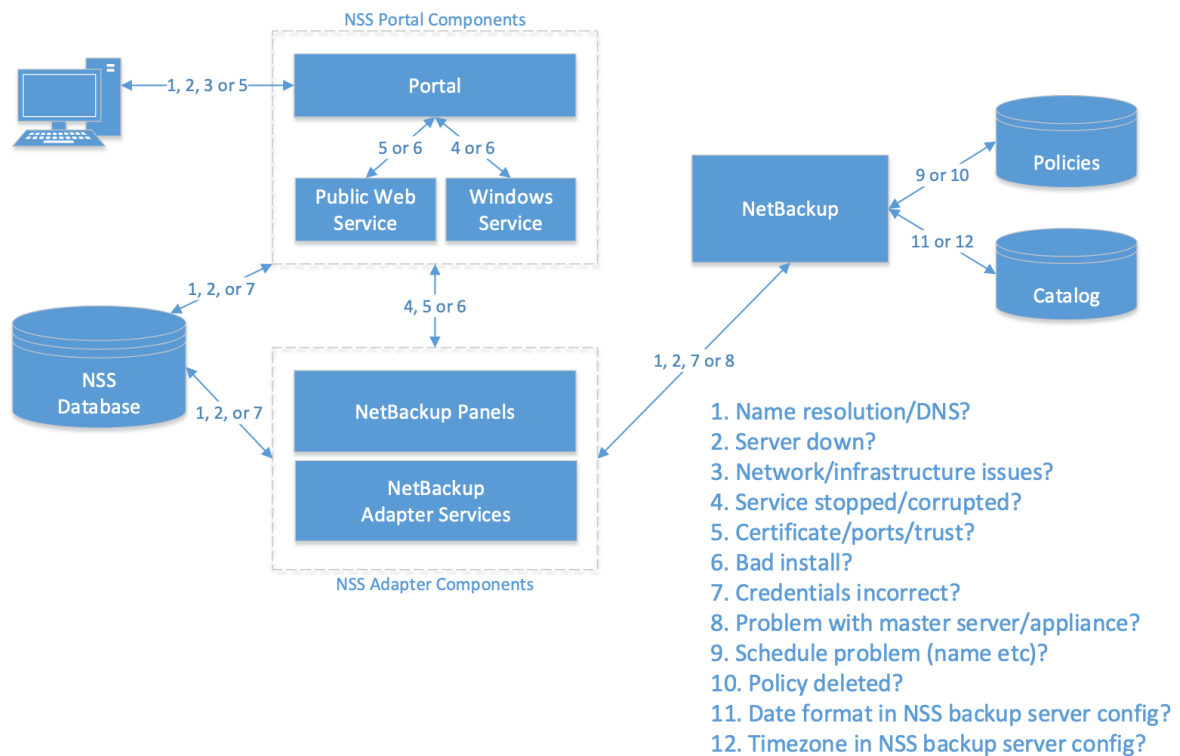 NSS Portal Components
Portal
1, 2, 3 or 5
5 or 6
4 or 6
Public Web
Service
Windows
Service
1, 2, or 7
4, 5 or 6
NSS
Database
1, 2, or 7
NetBackup Panels
NetBackup
Adapter Services
NSS Adapter Components
1, 2, 7 or 8
NetBackup
9 or 10
Policies
11 or 12
Catalog
1. Name resolution/DNS?
2. Server down?
3. Network/infrastructure issues?
4. Service stopped/corrupted?
5. Certificate/ports/trust?
6. Bad install?
7. Credentials incorrect?
8. Problem with master server/appliance?
9. Schedule problem (name etc)?
10. Policy deleted?
11. Date format in NSS backup server config?
12. Timezone in NSS backup server config?